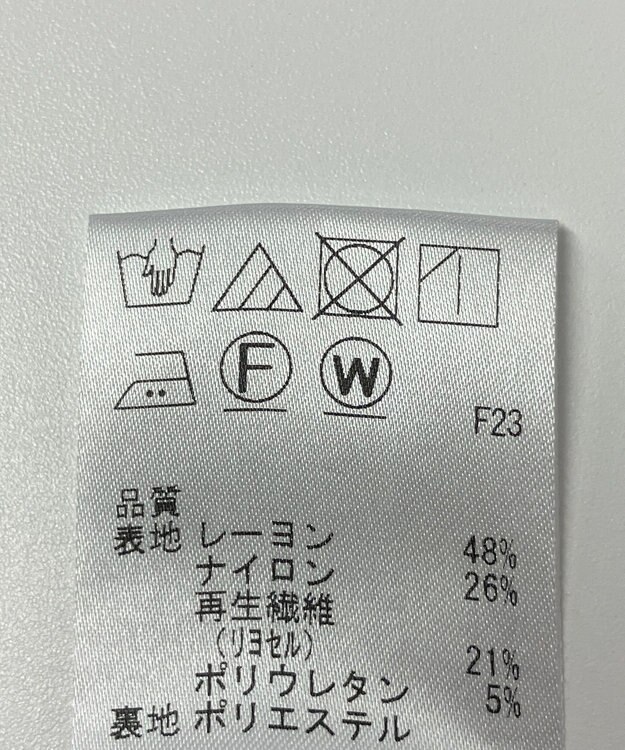 F
W
F23
品質
表地 レーヨン 48%
ナイロン 26%
再生繊維
(リヨセル) 21%
ポリウレタン 5%
裏地 ポリエステル